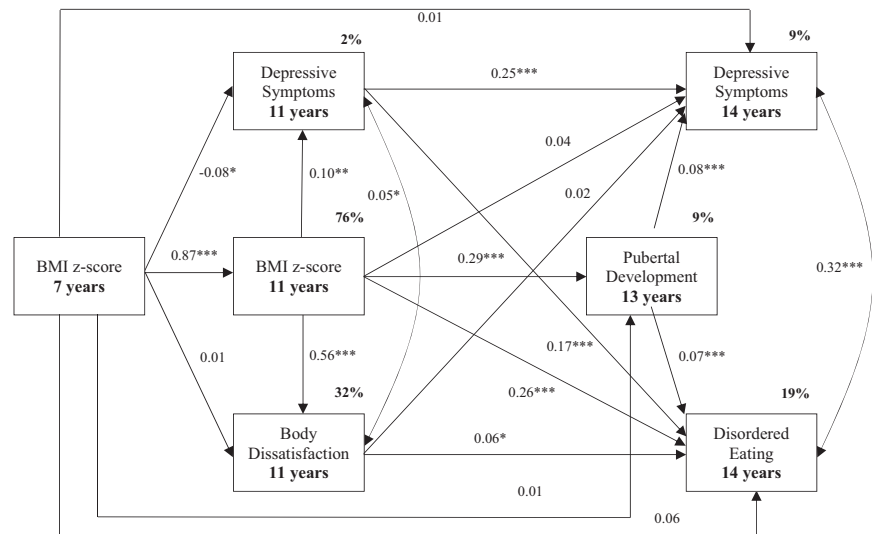 0.01
2%
9%
Depressive
Symptoms
11 years
0.25***
Depressive
Symptoms
14 years
-0.08*
0.10**
0.05*
0.04
0.02
0.08***
76%
9%
BMI z-score
7 years
0.87***
BMI z-score
11 years
0.29***
Pubertal
Development
13 years
0.32***
0.01
0.56***
0.17***
0.07***
32%
0.26***
19%
Body
Dissatisfaction
11 years
0.06*
Disordered
Eating
14 years
0.01
0.06